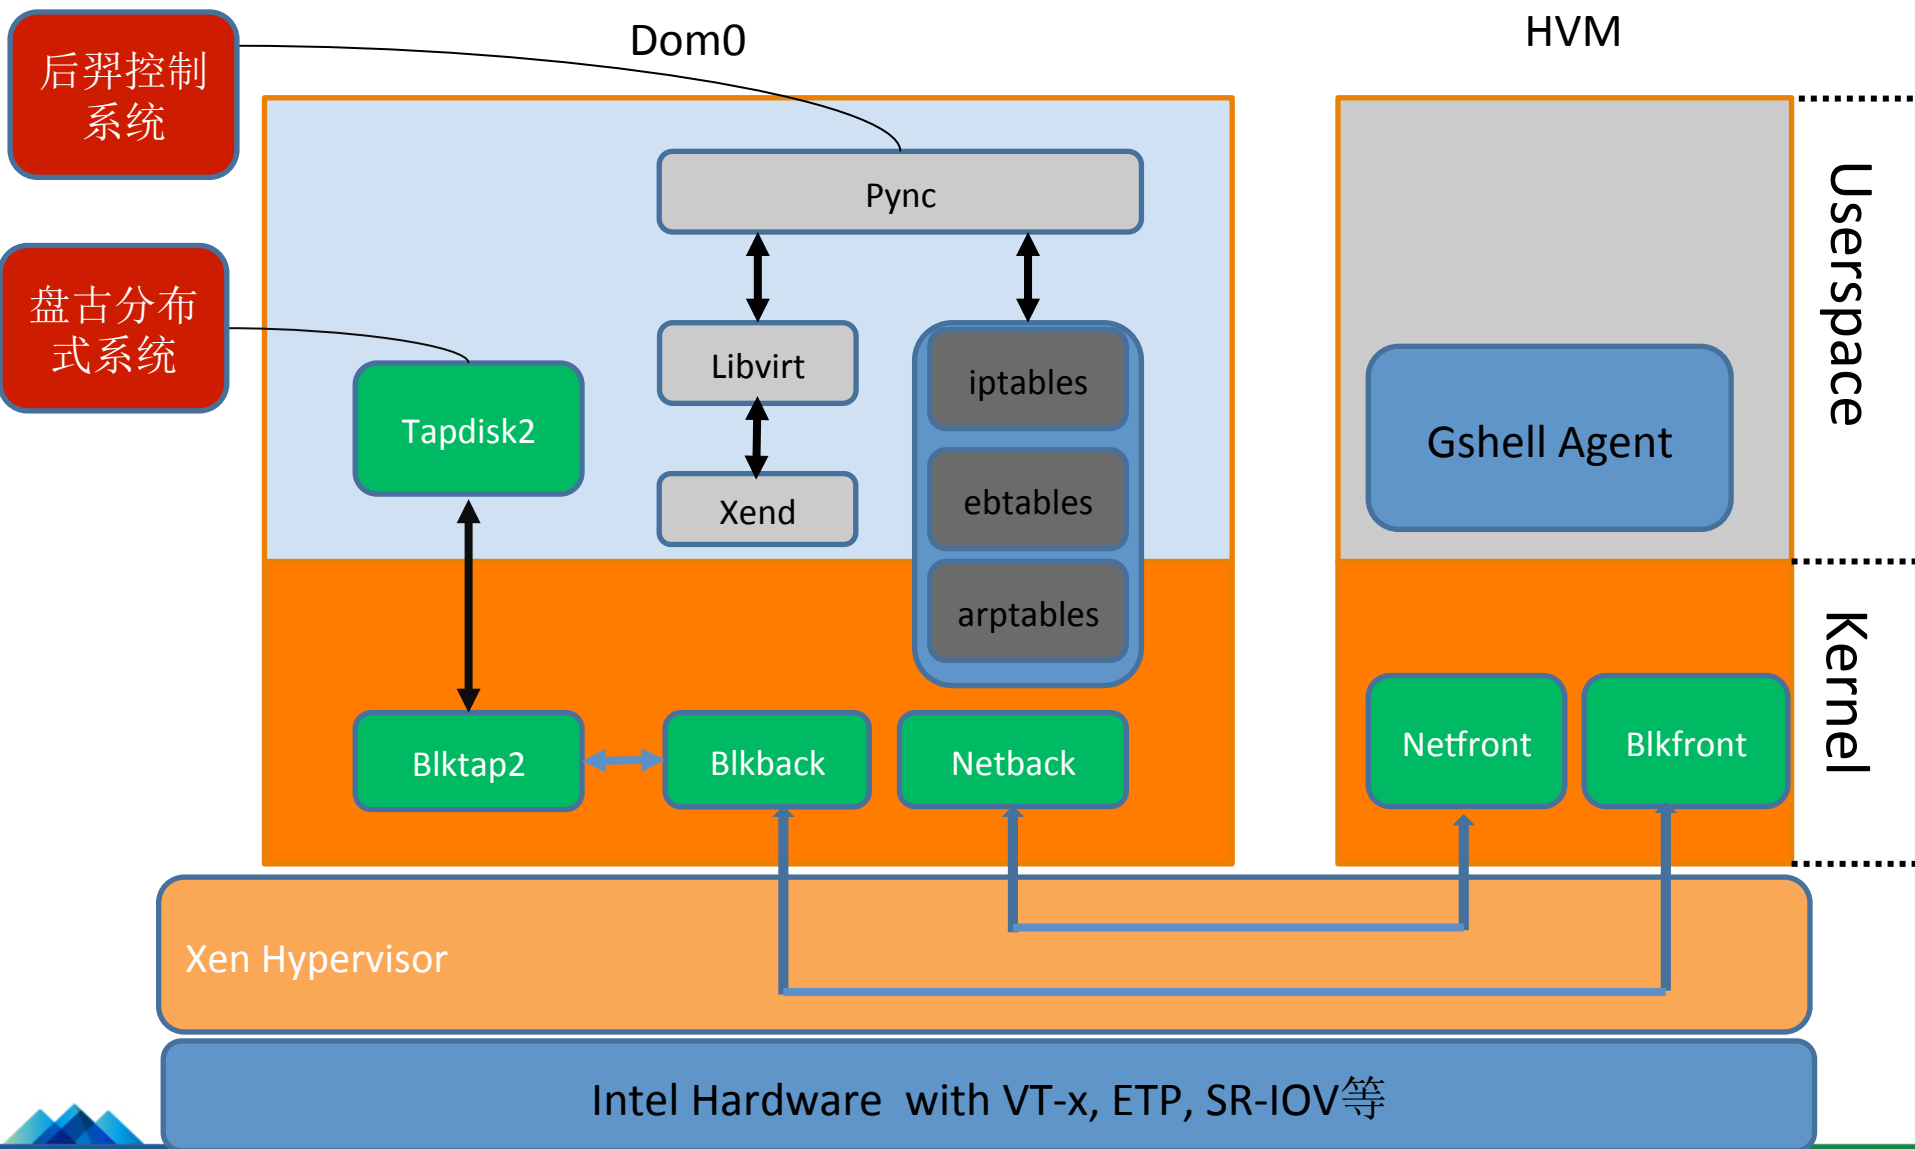 Dom0
HVM
后羿控制
系统
Pync
Userspace
盘古分布
式系统
Libvirt
iptables
Tapdisk2
Gshell Agent
Xend
ebtables
arptables
Kernel
Blktap2
Blkback
Netback
Netfront
Blkfront
Xen Hypervisor
Intel Hardware  with VT-x, ETP, SR-IOV等